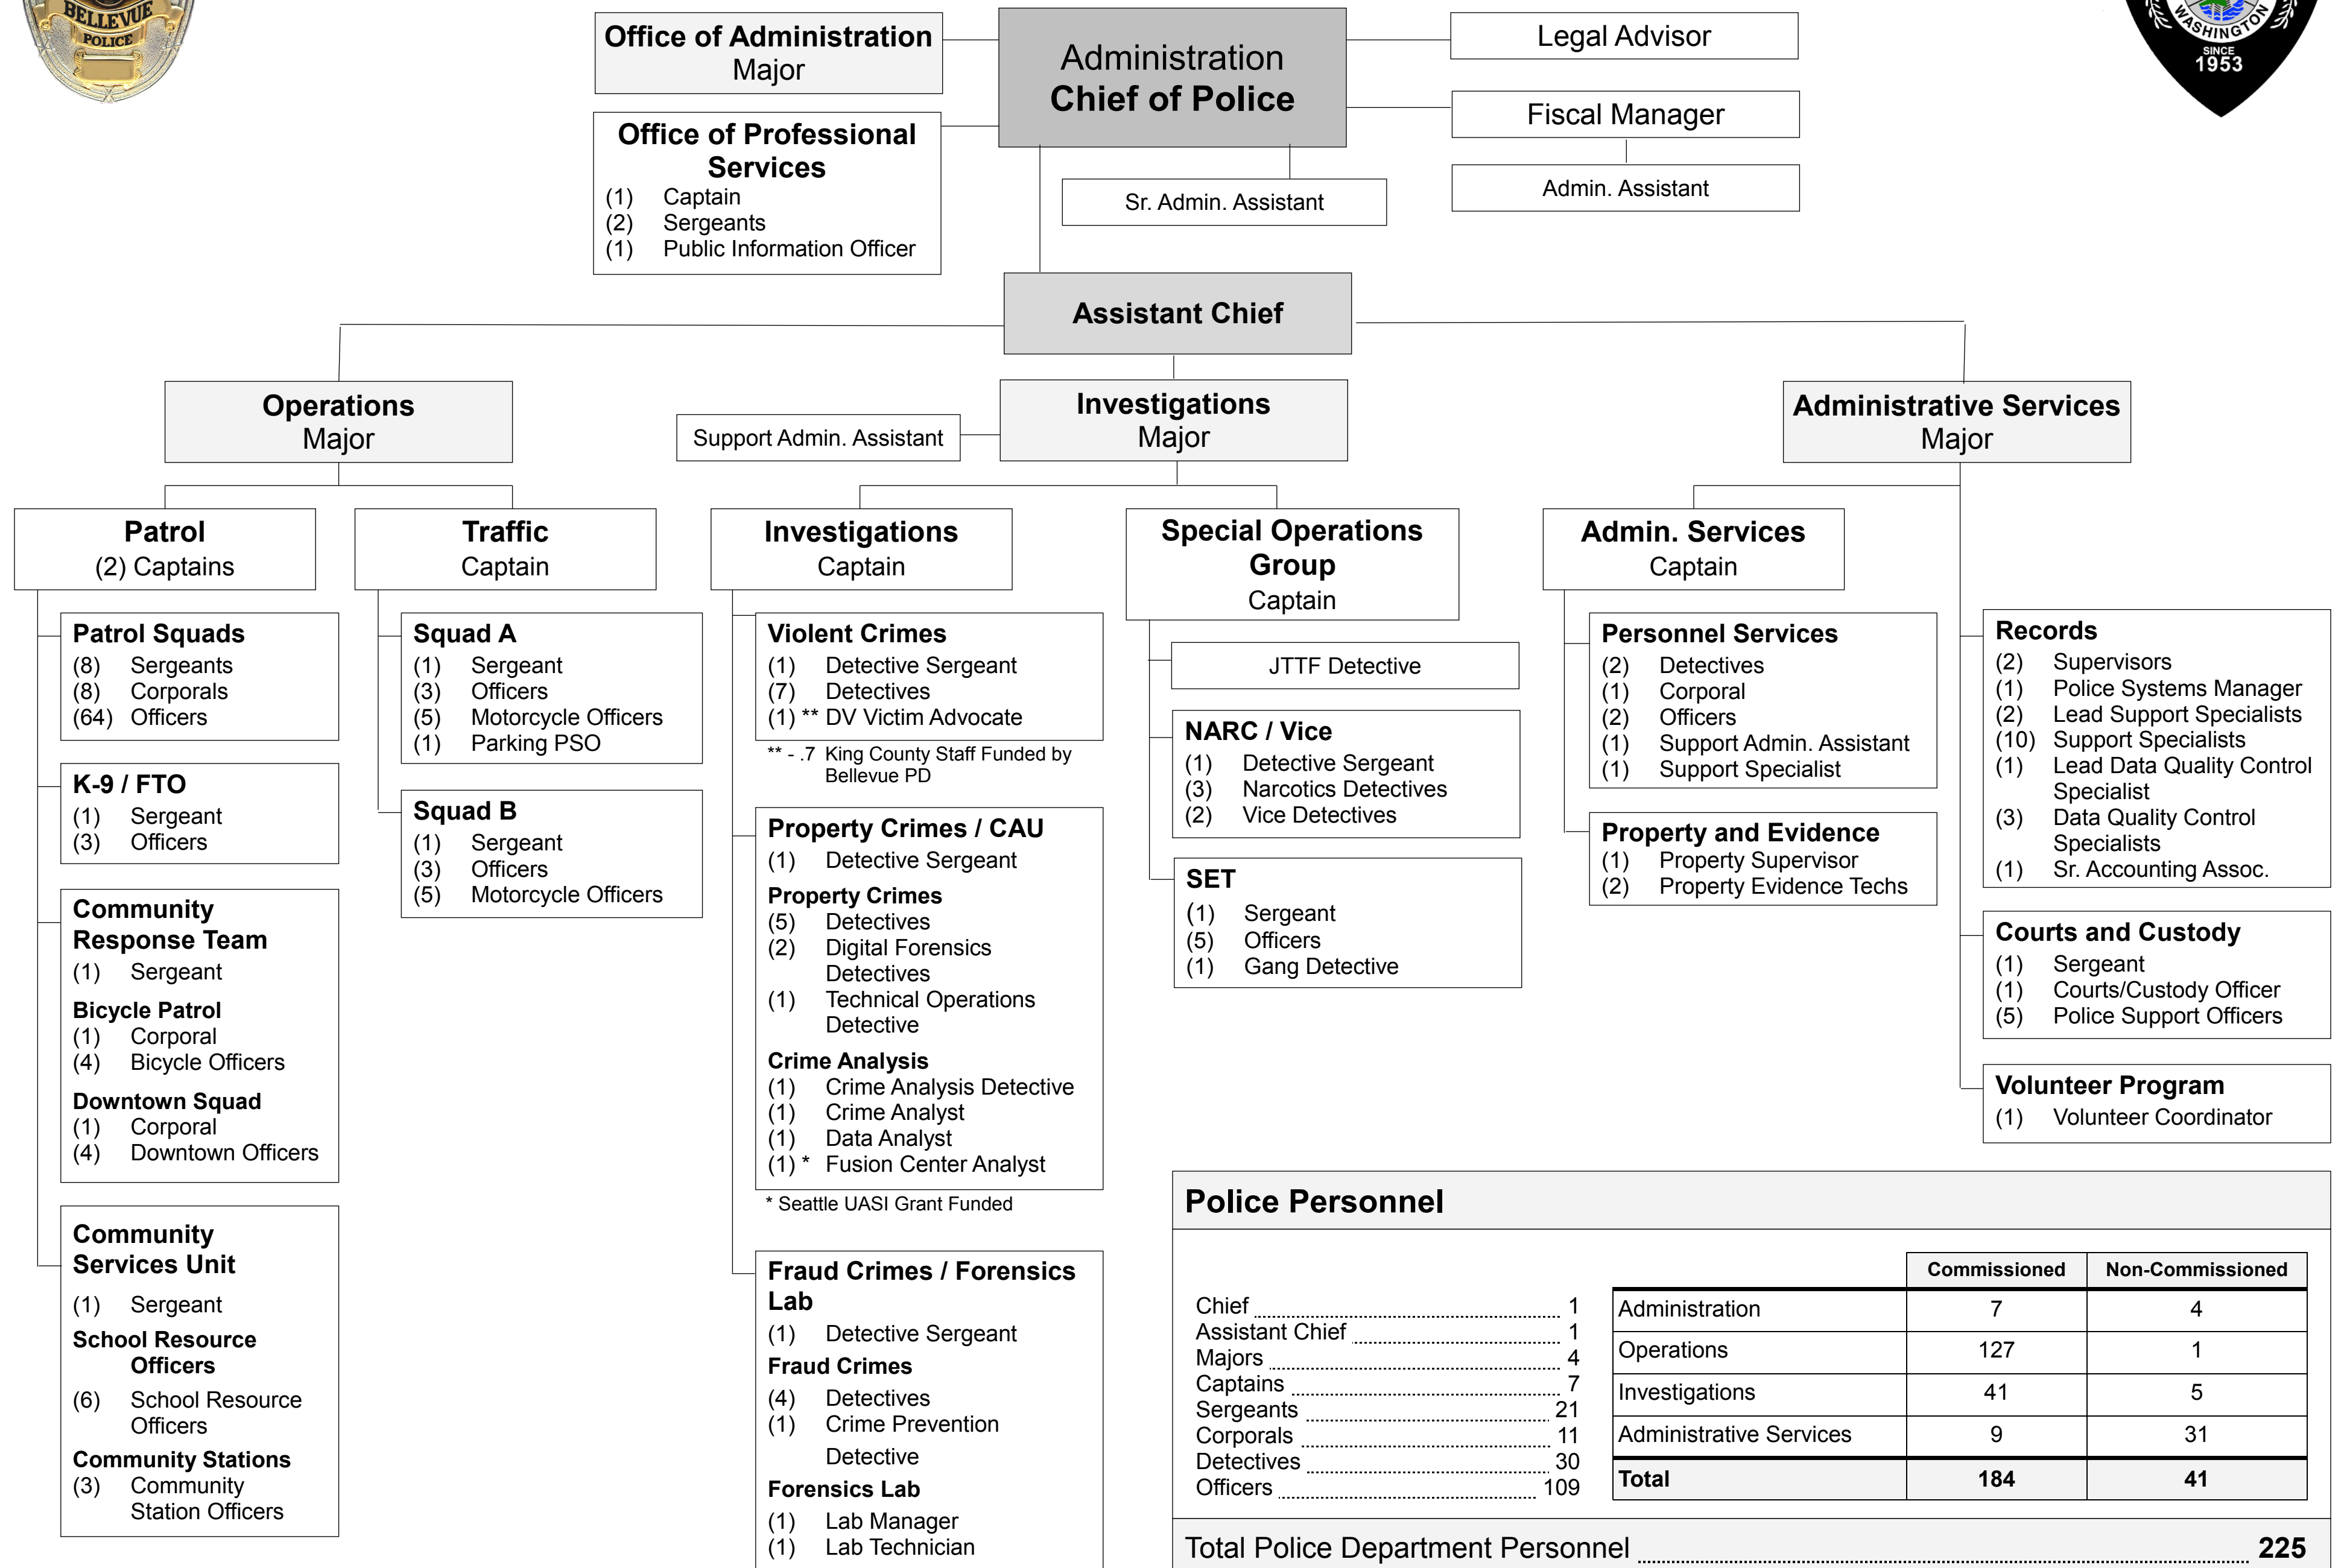 BELLEVUE
POLICE
WASHINGTON
SINCE
1953
Office of Administration
Major
Administration
Chief of Police
Legal Advisor
Fiscal Manager
Admin. Assistant
Office of Professional
Services
(1) Captain
(2) Sergeants
(1) Public Information Officer
Sr. Admin. Assistant
Assistant Chief
Operations
Major
Support Admin. Assistant
Investigations
Major
Administrative Services
Major
Patrol
(2) Captains
Patrol Squads
(8) Sergeants
(8) Corporals
(64) Officers
K-9 / FTO
(1) Sergeant
(3) Officers
Community
Response Team
(1) Sergeant
Bicycle Patrol
(1) Corporal
(4) Bicycle Officers
Downtown Squad
(1) Corporal
(4) Downtown Officers
Community
Services Unit
(1) Sergeant
School Resource
Officers
(6) School Resource
Officers
Community Stations
(3) Community
Station Officers
Traffic
Captain
Squad A
(1) Sergeant
(3) Officers
(5) Motorcycle Officers
(1) Parking PSO
Squad B
(1) Sergeant
(3) Officers
(5) Motorcycle Officers
Investigations
Captain
Violent Crimes
(1) Detective Sergeant
(7) Detectives
(1) ** DV Victim Advocate
** - .7 King County Staff Funded by
Bellevue PD
Property Crimes / CAU
(1) Detective Sergeant
Property Crimes
(5) Detectives
(2) Digital Forensics
Detectives
(1) Technical Operations
Detective
Crime Analysis
(1) Crime Analysis Detective
(1) Crime Analyst
(1) Data Analyst
(1) * Fusion Center Analyst
* Seattle UASI Grant Funded
Fraud Crimes / Forensics
Lab
(1) Detective Sergeant
Fraud Crimes
(4) Detectives
(1) Crime Prevention
Detective
Forensics Lab
(1) Lab Manager
(1) Lab Technician
Special Operations
Group
Captain
JTTF Detective
NARC / Vice
(1) Detective Sergeant
(3) Narcotics Detectives
(2) Vice Detectives
SET
(1) Sergeant
(5) Officers
(1) Gang Detective
Admin. Services
Captain
Personnel Services
(2) Detectives
(1) Corporal
(2) Officers
(1) Support Admin. Assistant
(1) Support Specialist
Property and Evidence
(1) Property Supervisor
(2) Property Evidence Techs
Records
(2) Supervisors
(1) Police Systems Manager
(2) Lead Support Specialists
(10) Support Specialists
(1) Lead Data Quality Control
Specialist
(3) Data Quality Control
Specialists
(1) Sr. Accounting Assoc.
Courts and Custody
(1) Sergeant
(1) Courts/Custody Officer
(5) Police Support Officers
Volunteer Program
(1) Volunteer Coordinator
Police Personnel
Chief 1
Assistant Chief 1
Majors 4
Captains 7
Sergeants 21
Corporals 11
Detectives 30
Officers 109
Commissioned Non-Commissioned
Administration 7 4
Operations 127 1
Investigations 41 5
Administrative Services 9 31
Total 184 41
Total Police Department Personnel 225